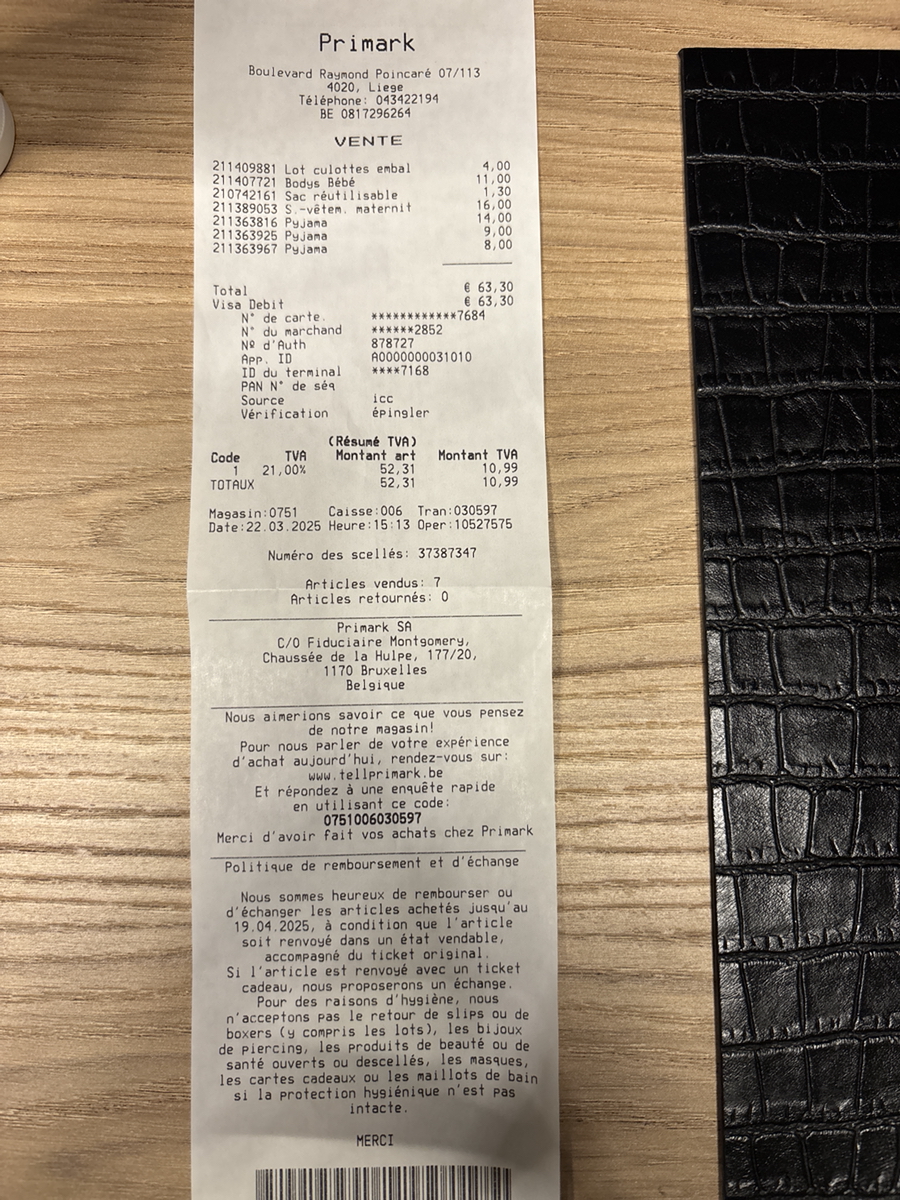 Primark
Boulevard Raymond Poincaré 07/113
4020, Liege
Téléphone: 043422194
BE 0817296264
VENTE
211409881 Lot culottes embal 4,00
211407721 Bodys Bébé 11,00
210742161 Sac réutilisable 1,30
211389053 S.-vêtem. maternit 16,00
211363816 Pyjama 14,00
211363925 Pyjama 9,00
211363967 Pyjama 8,00
Total € 63,30
Visa Debit € 63,30
N° de carte. ************7684
N° du marchand ******2852
Nº d'Auth 878727
App. ID A0000000031010
ID du terminal ****7168
PAN N° de séq
Source icc
Vérification épingler
(Résumé TVA)
Code TVA Montant art Montant TVA
1 21,00% 52,31 10,99
TOTAUX 52,31 10,99
Magasin:0751 Caisse:006 Tran:030597
Date:22.03.2025 Heure:15:13 Oper:10527575
Numéro des scellés: 37387347
Articles vendus: 7
Articles retournés: 0
Primark SA
C/O Fiduciaire Montgomery,
Chaussée de la Hulpe, 177/20,
1170 Bruxelles
Belgique
Nous aimerions savoir ce que vous pensez
de notre magasin!
Pour nous parler de votre expérience
d'achat aujourd'hui, rendez-vous sur:
www.tellprimark.be
Et répondez à une enquête rapide
en utilisant ce code:
0751006030597
Merci d'avoir fait vos achats chez Primark
Politique de remboursement et d'échange
Nous sommes heureux de rembourser ou
d'échanger les articles achetés jusqu'au
19.04.2025, à condition que l'article
soit renvoyé dans un état vendable,
accompagné du ticket original.
Si l'article est renvoyé avec un ticket
cadeau, nous proposerons un échange.
Pour des raisons d'hygiène, nous
n'acceptons pas le retour de slips ou de
boxers (y compris les lots), les bijoux
de piercing, les produits de beauté ou de
santé ouverts ou descellés, les masques,
les cartes cadeaux ou les maillots de bain
si la protection hygiénique n'est pas
intacte.
MERCI